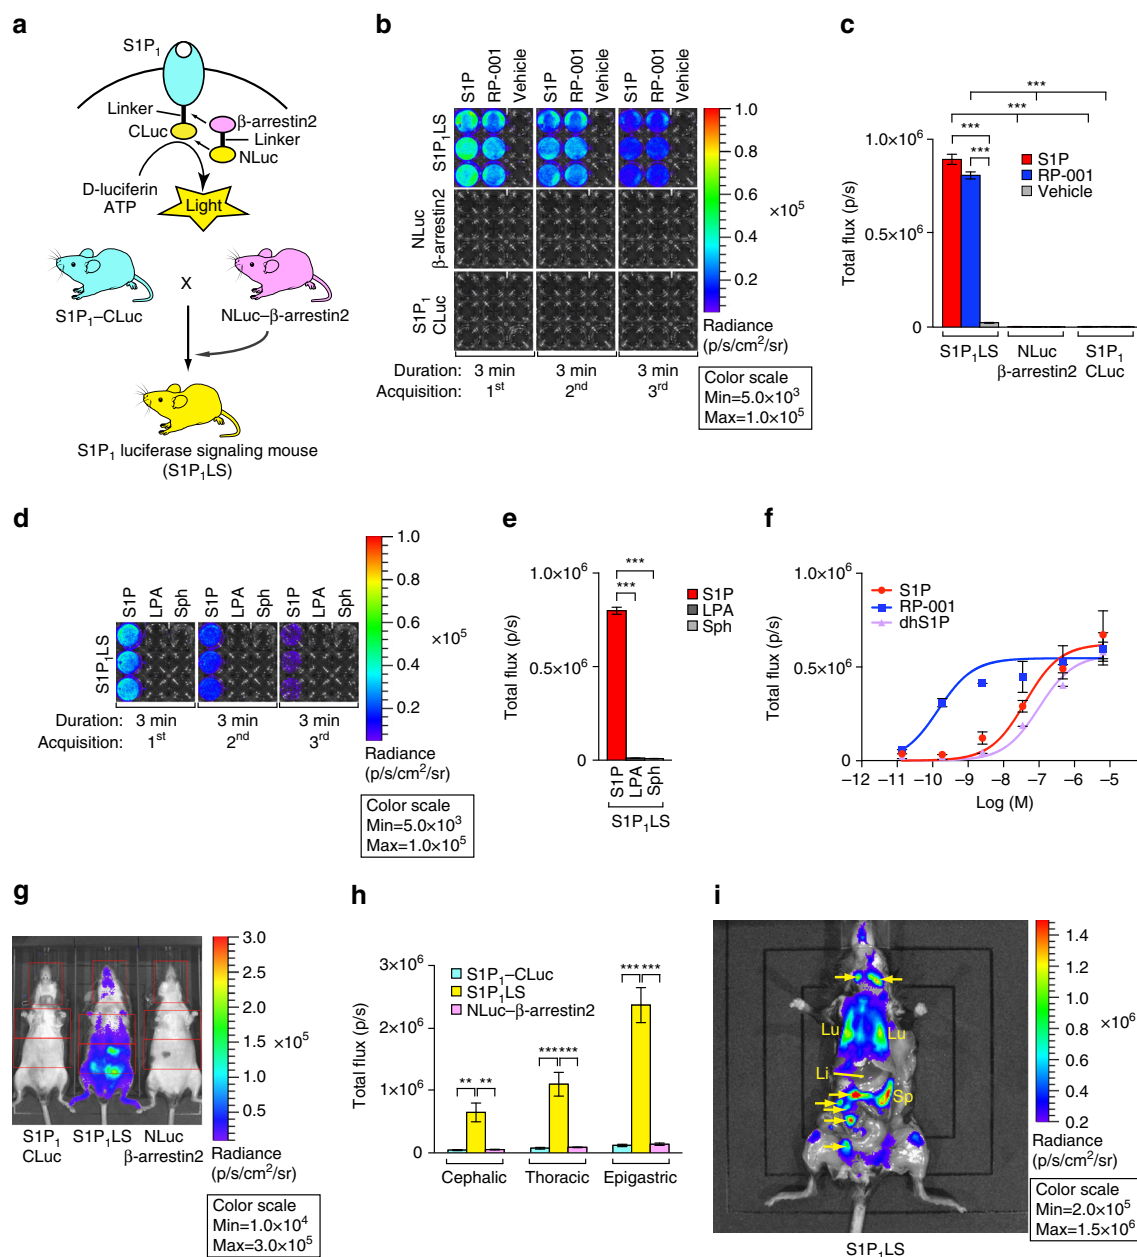 a
S1P₁
Linker
CLuc
β-arrestin2
Linker
NLuc
D-luciferin
ATP
Light
X
S1P₁–CLuc
NLuc–β-arrestin2
S1P₁ luciferase signaling mouse
(S1P₁LS)
b
S1P RP-001 Vehicle S1P RP-001 Vehicle S1P RP-001 Vehicle
S1P₁LS
NLuc
β-arrestin2
S1P₁
CLuc
Duration: 3 min 3 min 3 min
Acquisition: 1st 2nd 3rd
1.0
0.8
0.6
0.4
0.2
×10⁵
Radiance
(p/s/cm²/sr)
Color scale
Min=5.0×10³
Max=1.0×10⁵
c
*** 
***
***
***
S1P
RP-001
Vehicle
Total flux (p/s)
1.0×10⁶
0.5×10⁶
0
S1P₁LS NLuc S1P₁
β-arrestin2 CLuc
d
S1P LPA Sph S1P LPA Sph S1P LPA Sph
S1P₁LS
Duration: 3 min 3 min 3 min
Acquisition: 1st 2nd 3rd
1.0
0.8
0.6
0.4
0.2
×10⁵
Radiance
(p/s/cm²/sr)
Color scale
Min=5.0×10³
Max=1.0×10⁵
e
***
***
S1P
LPA
Sph
Total flux (p/s)
1.0×10⁶
0.5×10⁶
0
S1P LPA Sph
S1P₁LS
f
S1P
RP-001
dhS1P
Total flux (p/s)
1.0×10⁶
0.5×10⁶
0
–12 –11 –10 –9 –8 –7 –6 –5 –4
Log (M)
g
S1P₁ S1P₁LS NLuc
CLuc β-arrestin2
3.0
2.5
2.0
1.5
1.0
0.5
×10⁵
Radiance
(p/s/cm²/sr)
Color scale
Min=1.0×10⁴
Max=3.0×10⁵
h
S1P₁–CLuc
S1P₁LS
NLuc–β-arrestin2
Total flux (p/s)
3×10⁶
2×10⁶
1×10⁶
0
** **
*** ***
*** ***
Cephalic Thoracic Epigastric
i
Lu Lu
Li
Sp
S1P₁LS
1.4
1.2
1.0
0.8
0.6
0.4
0.2
×10⁶
Radiance
(p/s/cm²/sr)
Color scale
Min=2.0×10⁵
Max=1.5×10⁶